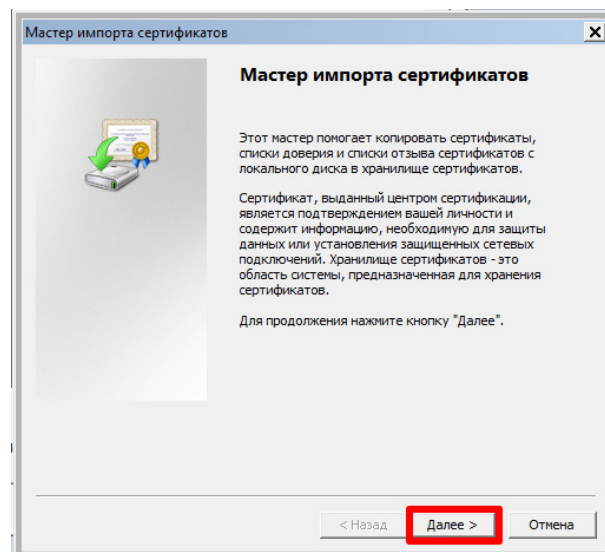 Мастер импорта сертификатов
Мастер импорта сертификатов
Этот мастер помогает копировать сертификаты,
списки доверия и списки отзыва сертификатов с
локального диска в хранилище сертификатов.
Сертификат, выданный центром сертификации,
является подтверждением вашей личности и
содержит информацию, необходимую для защиты
данных или установления защищенных сетевых
подключений. Хранилище сертификатов - это
область системы, предназначенная для хранения
сертификатов.
Для продолжения нажмите кнопку "Далее".
< Назад Далее > Отмена